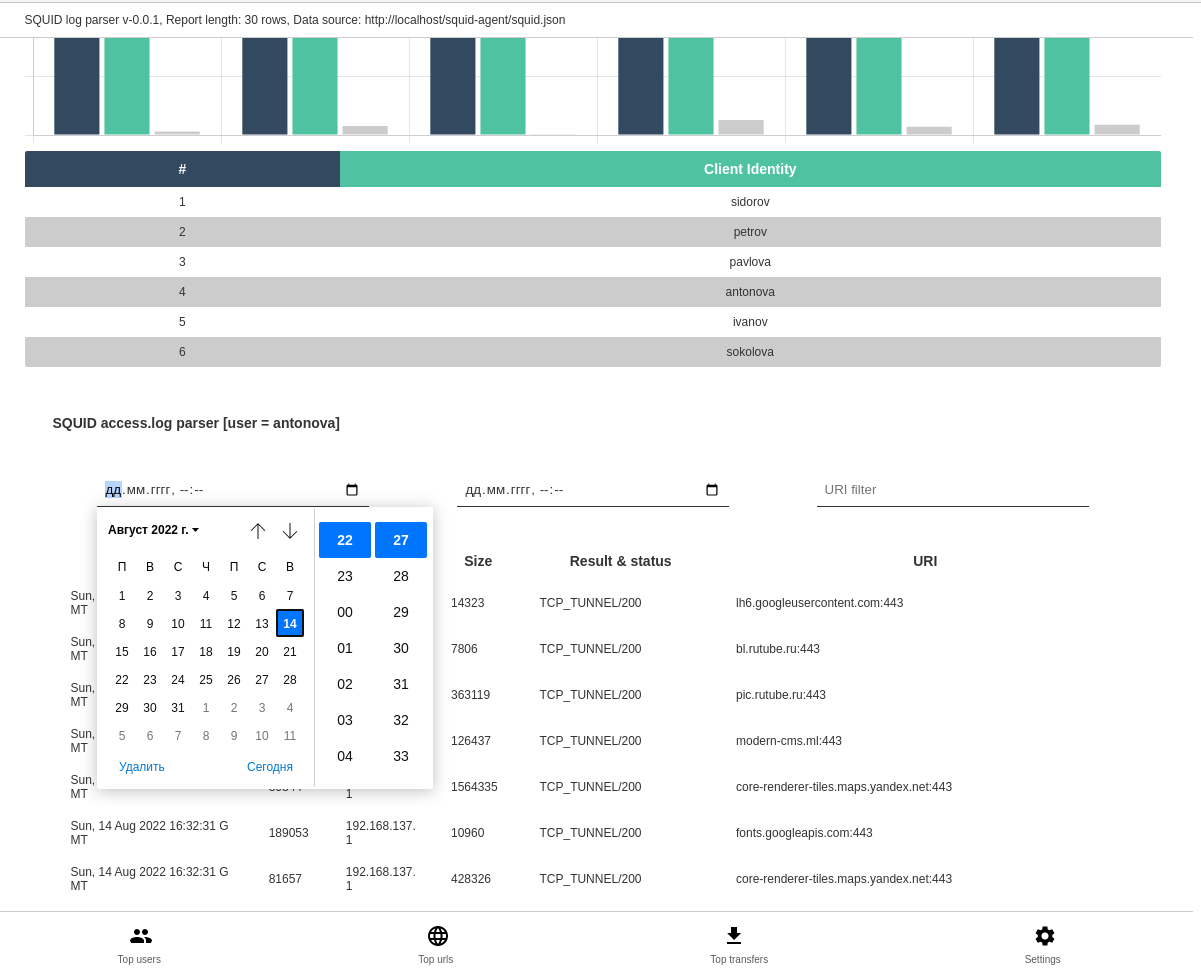 SQUID log parser v-0.0.1, Report length: 30 rows, Data source: http://localhost/squid-agent/squid.json
# Client Identity
1 sidorov
2 petrov
3 pavlova
4 antonova
5 ivanov
6 sokolova
SQUID access.log parser [user = antonova]
дд.мм.гггг, --:-- дд.мм.гггг, --:-- URI filter
Август 2022 г.
П В С Ч П С В
1 2 3 4 5 6 7
8 9 10 11 12 13 14
15 16 17 18 19 20 21
22 23 24 25 26 27 28
29 30 31 1 2 3 4
5 6 7 8 9 10 11
Удалить Сегодня
22 27
23 28
00 29
01 30
02 31
03 32
04 33
Size Result & status URI
Sun, 14323 TCP_TUNNEL/200 lh6.googleusercontent.com:443
MT
Sun, 7806 TCP_TUNNEL/200 bl.rutube.ru:443
MT
Sun, 363119 TCP_TUNNEL/200 pic.rutube.ru:443
MT
Sun, 126437 TCP_TUNNEL/200 modern-cms.ml:443
MT
Sun, 1564335 TCP_TUNNEL/200 core-renderer-tiles.maps.yandex.net:443
MT 1
Sun, 14 Aug 2022 16:32:31 G 189053 192.168.137. 10960 TCP_TUNNEL/200 fonts.googleapis.com:443
MT 1
Sun, 14 Aug 2022 16:32:31 G 81657 192.168.137. 428326 TCP_TUNNEL/200 core-renderer-tiles.maps.yandex.net:443
MT 1
Top users Top urls Top transfers Settings